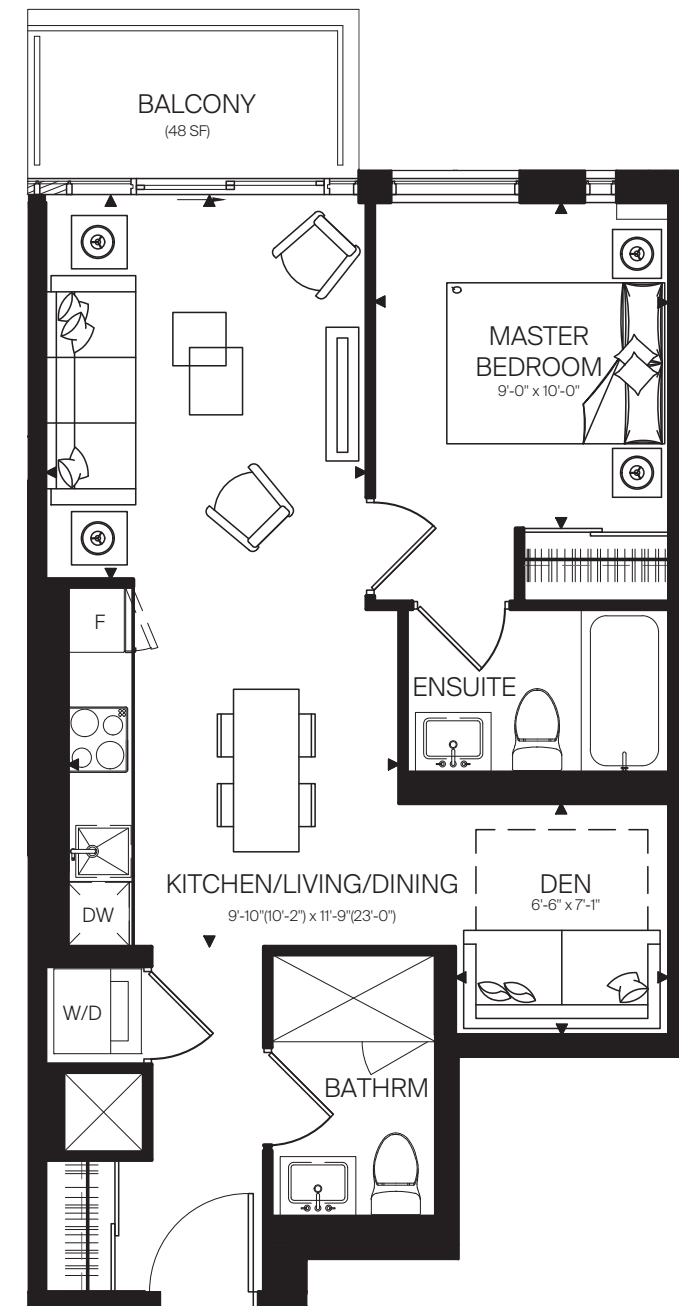 BALCONY
(48 SF)
MASTER
BEDROOM
9'-0" x 10'-0"
F
ENSUITE
KITCHEN/LIVING/DINING
9'-10"(10'-2") x 11'-9"(23'-0")
DEN
6'-6" x 7'-1"
DW
W/D
BATHRM